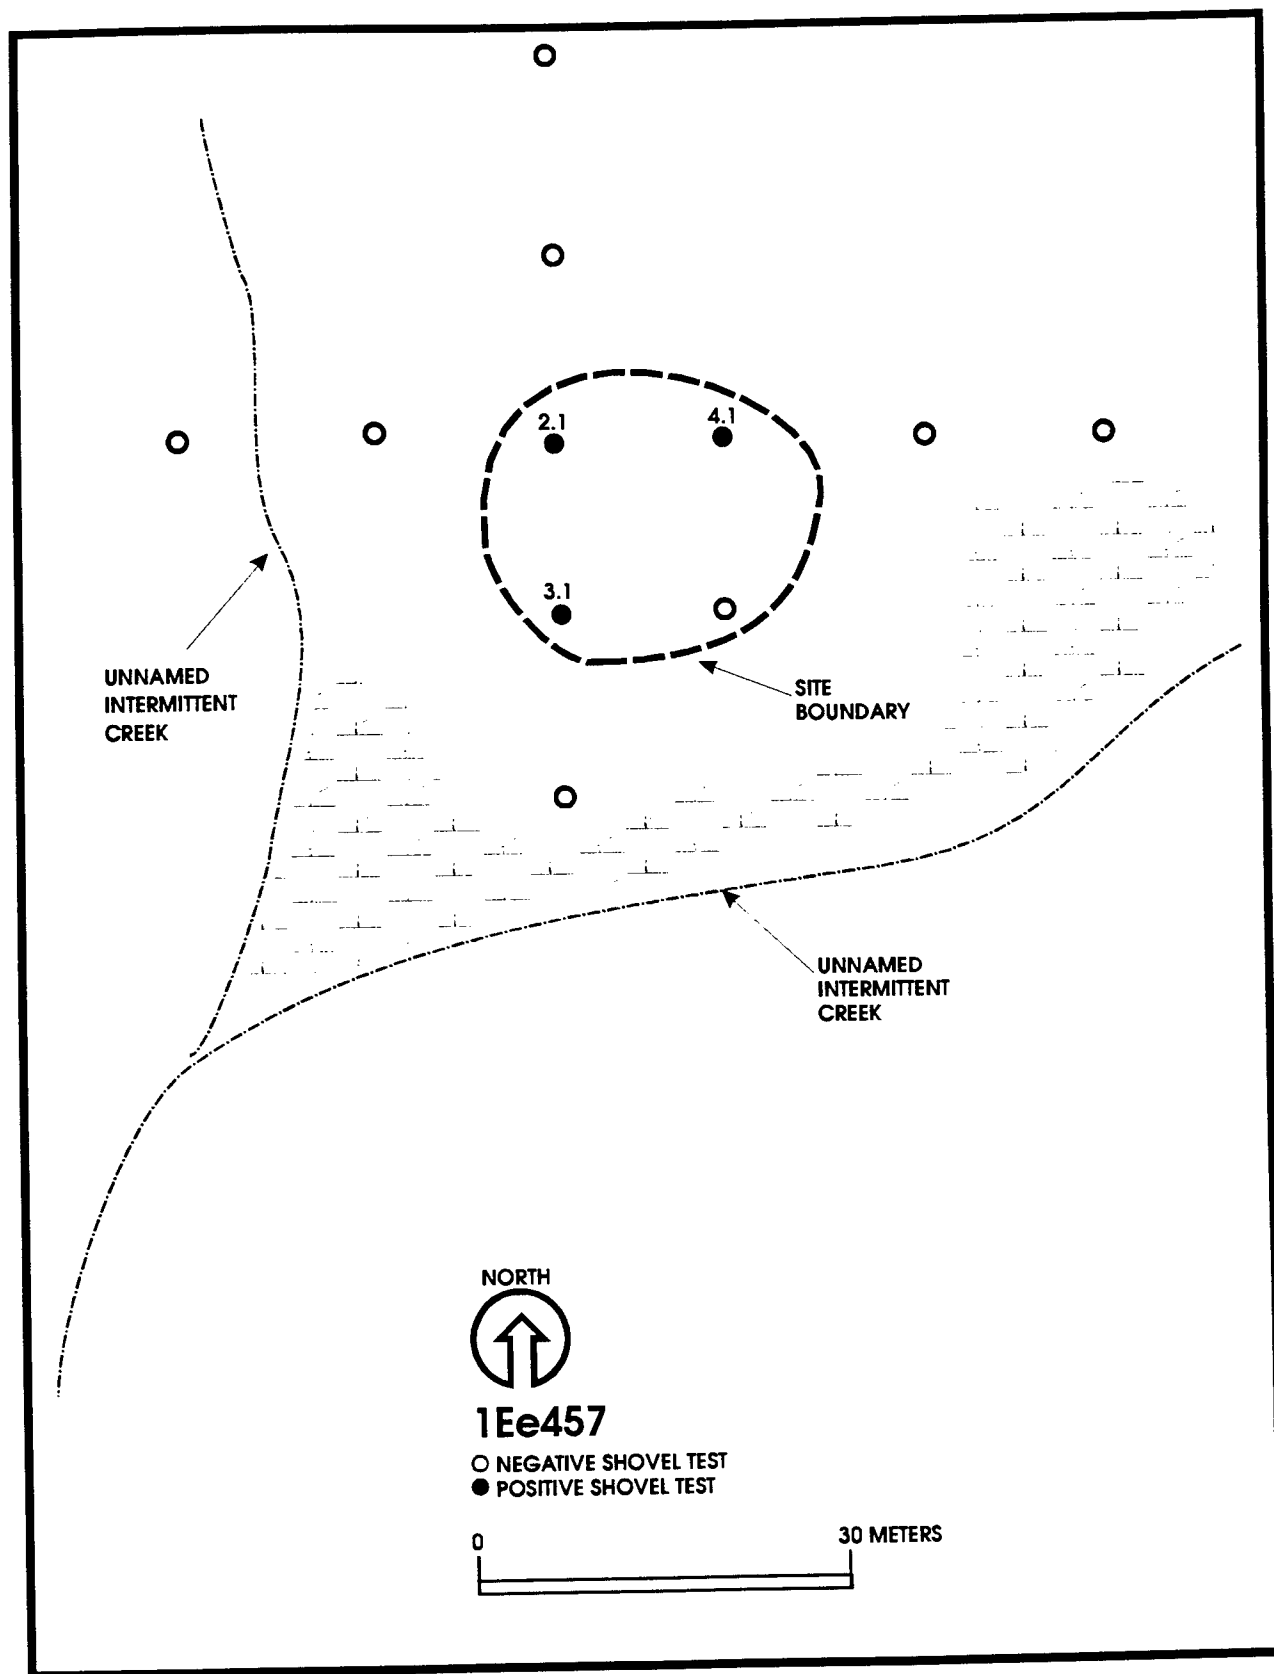 2.1
4.1
3.1
UNNAMED
INTERMITTENT
CREEK
SITE
BOUNDARY
UNNAMED
INTERMITTENT
CREEK
NORTH
1Ee457
NEGATIVE SHOVEL TEST
POSITIVE SHOVEL TEST
0
30 METERS